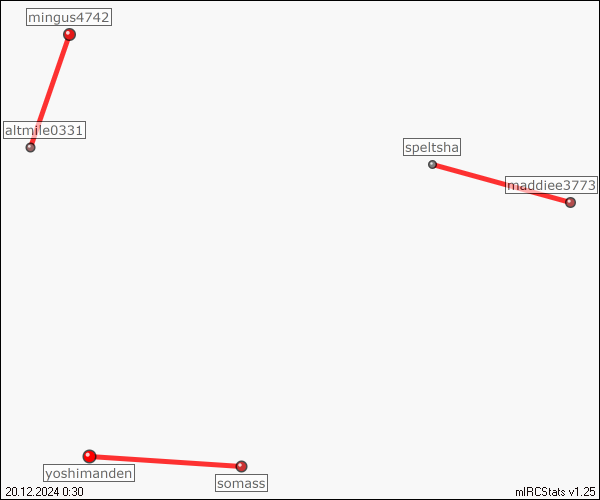 mingus4742
altmile0331
speltsha
maddiee3773
yoshimanden
somass
20.12.2024 0:30
mIRCStats v1.25